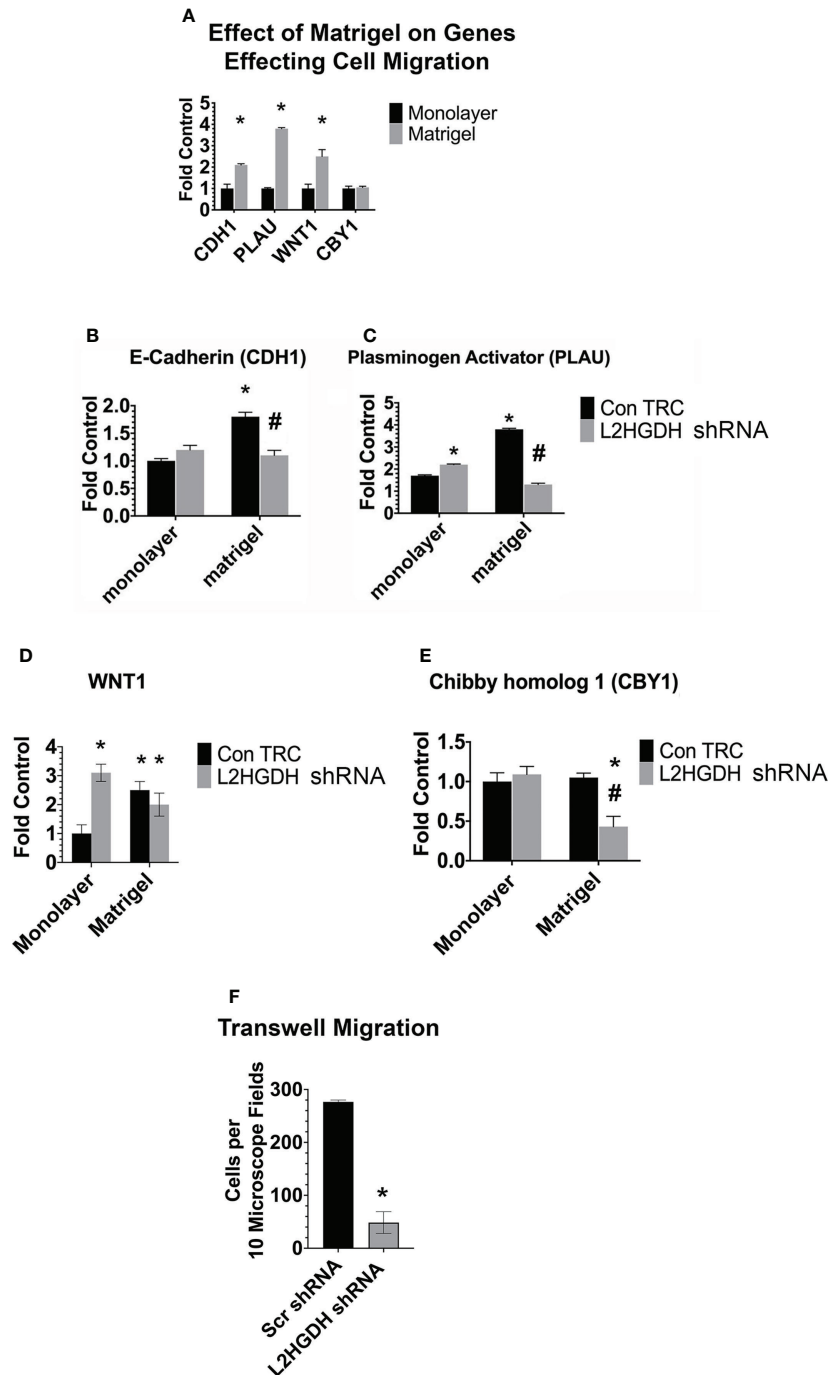 A
Effect of Matrigel on Genes
Effecting Cell Migration
5
4
3
2
1
0
Fold Control
* * *
Monolayer
Matrigel
CDH1 PLAU WNT1 CBY1
B
E-Cadherin (CDH1)
2.0
1.5
1.0
0.5
0.0
Fold Control
*
#
monolayer matrigel
C
Plasminogen Activator (PLAU)
5
4
3
2
1
0
Fold Control
* *
#
monolayer matrigel
Con TRC
L2HGDH shRNA
D
WNT1
4
3
2
1
0
Fold Control
* * *
Monolayer Matrigel
Con TRC
L2HGDH shRNA
E
Chibby homolog 1 (CBY1)
1.5
1.0
0.5
0.0
Fold Control
*
#
Monolayer Matrigel
Con TRC
L2HGDH shRNA
F
Transwell Migration
300
200
100
0
Cells per
10 Microscope Fields
*
Scr shRNA
L2HGDH shRNA